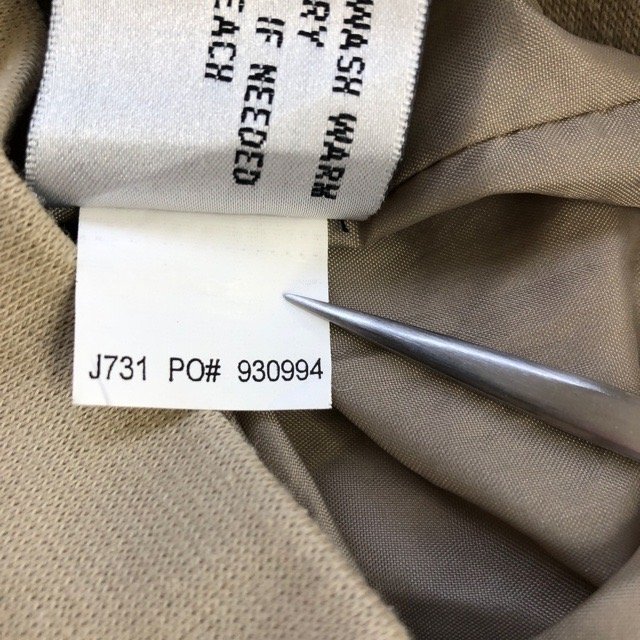 WASH WARM
RY
IF NEEDED
EACH
J731 PO# 930994